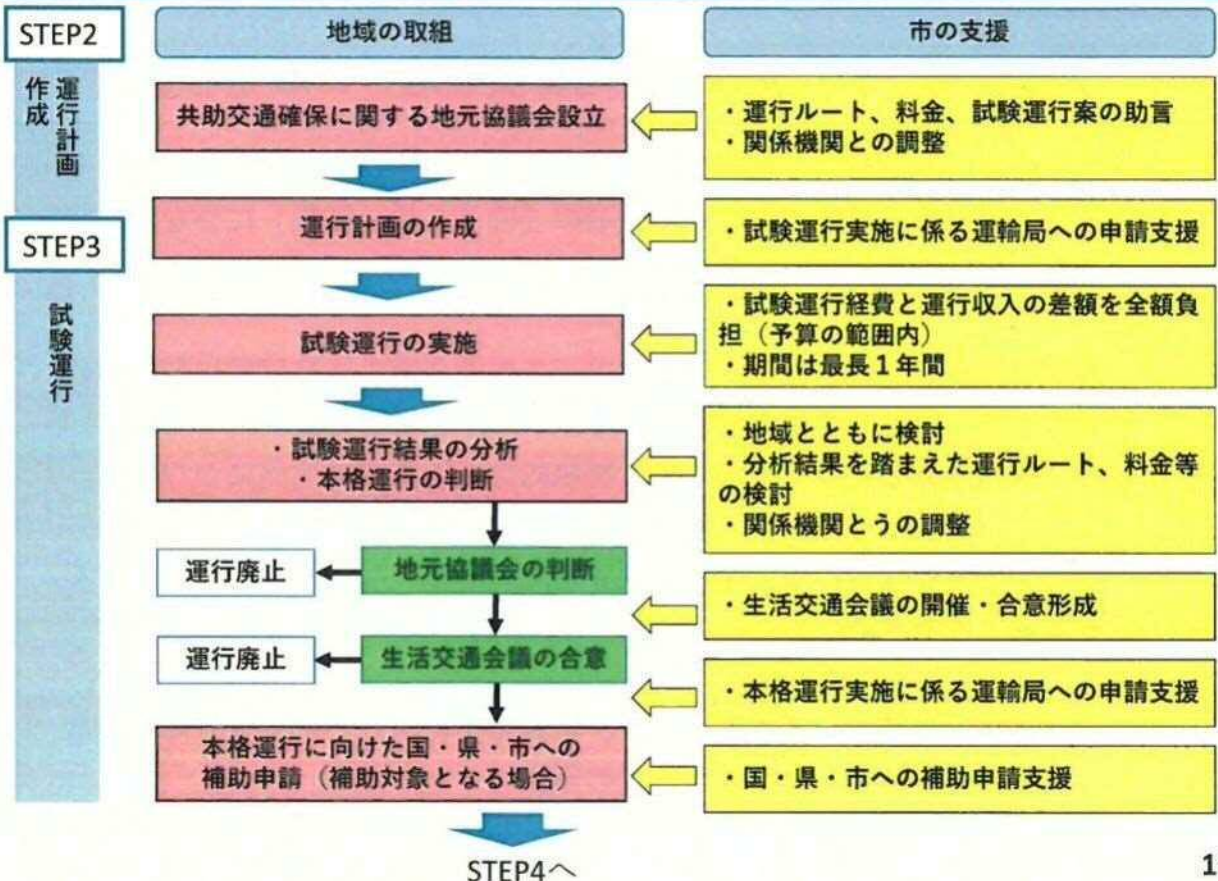 STEP2
運行計画
作成
地域の取組
市の支援
共助交通確保に関する地元協議会設立
・運行ルート、料金、試験運行案の助言
・関係機関との調整
運行計画の作成
・試験運行実施に係る運輸局への申請支援
STEP3
試験運行
試験運行の実施
・試験運行経費と運行収入の差額を全額負
担（予算の範囲内）
・期間は最長１年間
・試験運行結果の分析
・本格運行の判断
・地域とともに検討
・分析結果を踏まえた運行ルート、料金等
の検討
・関係機関とうの調整
運行廃止
地元協議会の判断
・生活交通会議の開催・合意形成
運行廃止
生活交通会議の合意
・本格運行実施に係る運輸局への申請支援
本格運行に向けた国・県・市への
補助申請（補助対象となる場合）
・国・県・市への補助申請支援
STEP4へ
1